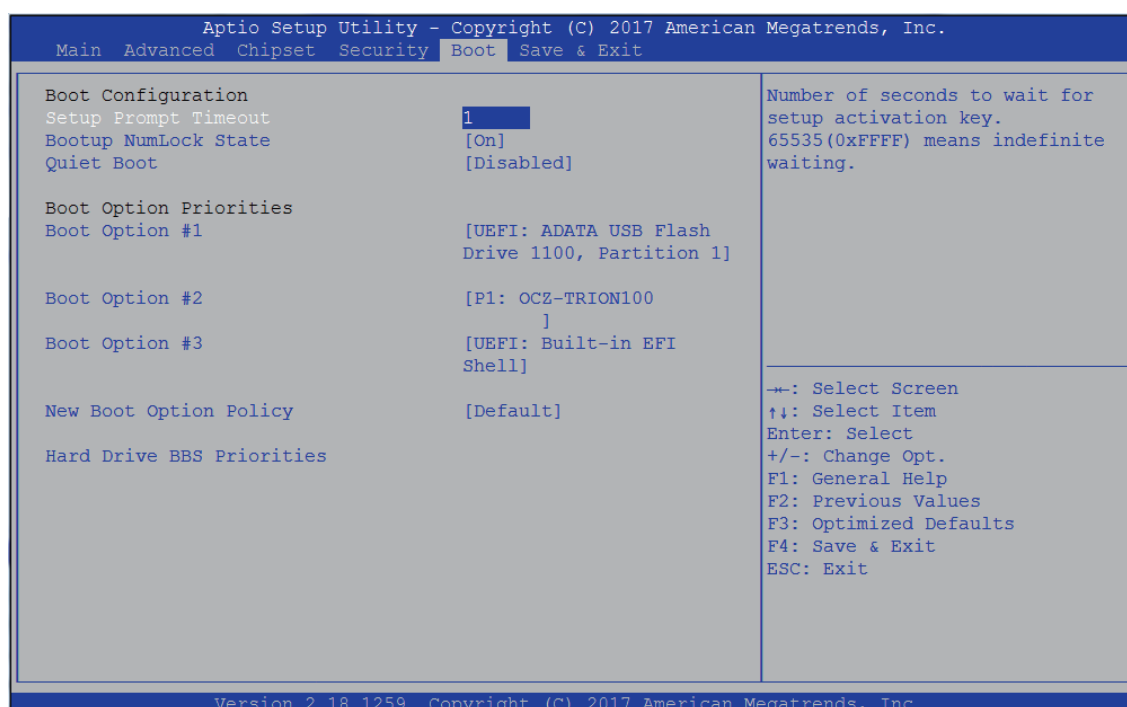 Aptio Setup Utility – Copyright (C) 2017 American Megatrends, Inc.
Main Advanced Chipset Security Boot Save & Exit
Boot Configuration
Setup Prompt Timeout 1
Bootup NumLock State [On]
Quiet Boot [Disabled]
Boot Option Priorities
Boot Option #1 [UEFI: ADATA USB Flash
Drive 1100, Partition 1]
Boot Option #2 [P1: OCZ-TRION100
]
Boot Option #3 [UEFI: Built-in EFI
Shell]
New Boot Option Policy [Default]
Hard Drive BBS Priorities
Number of seconds to wait for
setup activation key.
65535(0xFFFF) means indefinite
waiting.
→←: Select Screen
↑↓: Select Item
Enter: Select
+/-: Change Opt.
F1: General Help
F2: Previous Values
F3: Optimized Defaults
F4: Save & Exit
ESC: Exit
Version 2.18.1259. Copyright (C) 2017 American Megatrends, Inc.